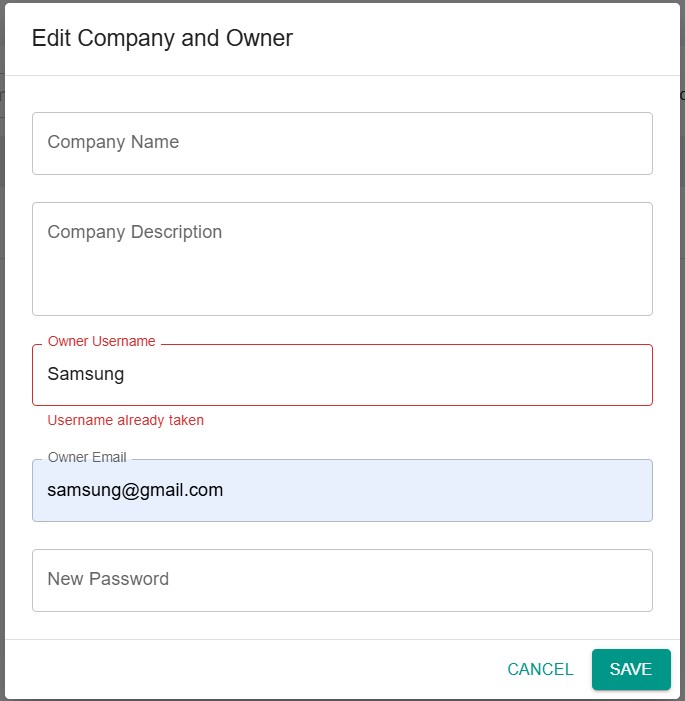 Edit Company and Owner
Company Name
Company Description
Owner Username
Samsung
Username already taken
Owner Email
samsung@gmail.com
New Password
CANCEL SAVE